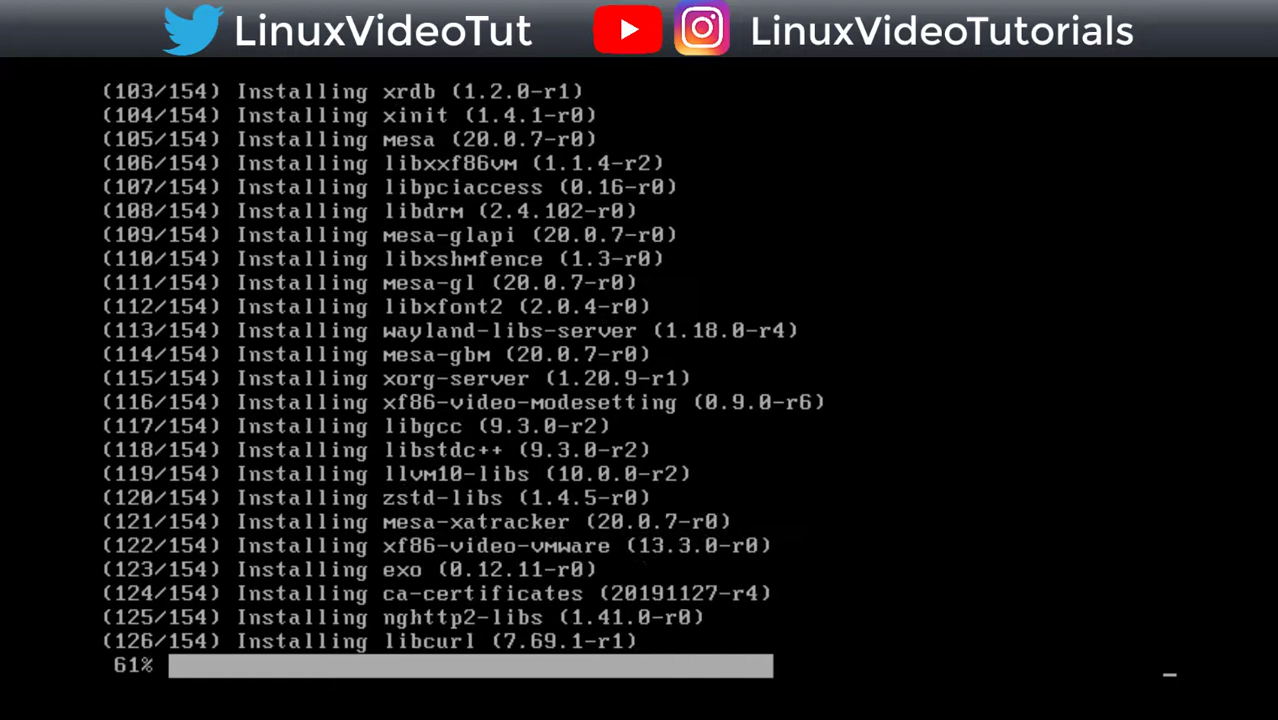 LinuxVideoTut LinuxVideoTutorials
(103/154) Installing xrdb (1.2.0-r1)
(104/154) Installing xinit (1.4.1-r0)
(105/154) Installing mesa (20.0.7-r0)
(106/154) Installing libxxf86vm (1.1.4-r2)
(107/154) Installing libpciaccess (0.16-r0)
(108/154) Installing libdrm (2.4.102-r0)
(109/154) Installing mesa-glapi (20.0.7-r0)
(110/154) Installing libxshmfence (1.3-r0)
(111/154) Installing mesa-gl (20.0.7-r0)
(112/154) Installing libxfont2 (2.0.4-r0)
(113/154) Installing wayland-libs-server (1.18.0-r4)
(114/154) Installing mesa-gbm (20.0.7-r0)
(115/154) Installing xorg-server (1.20.9-r1)
(116/154) Installing xf86-video-modesetting (0.9.0-r6)
(117/154) Installing libgcc (9.3.0-r2)
(118/154) Installing libstdc++ (9.3.0-r2)
(119/154) Installing llvm10-libs (10.0.0-r2)
(120/154) Installing zstd-libs (1.4.5-r0)
(121/154) Installing mesa-xatracker (20.0.7-r0)
(122/154) Installing xf86-video-vmware (13.3.0-r0)
(123/154) Installing exo (0.12.11-r0)
(124/154) Installing ca-certificates (20191127-r4)
(125/154) Installing nghttp2-libs (1.41.0-r0)
(126/154) Installing libcurl (7.69.1-r1)
61%